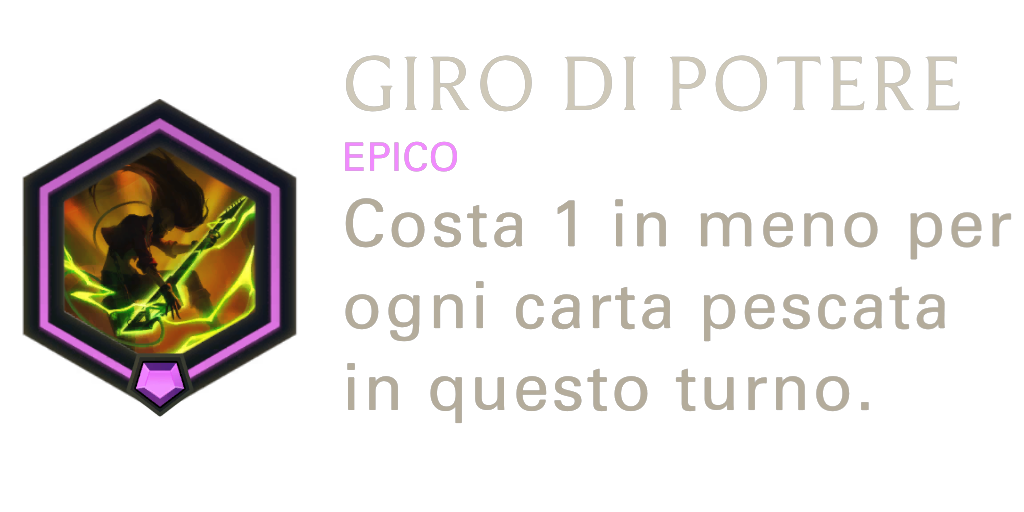 GIRO DI POTERE
EPICO
Costa 1 in meno per
ogni carta pescata
in questo turno.